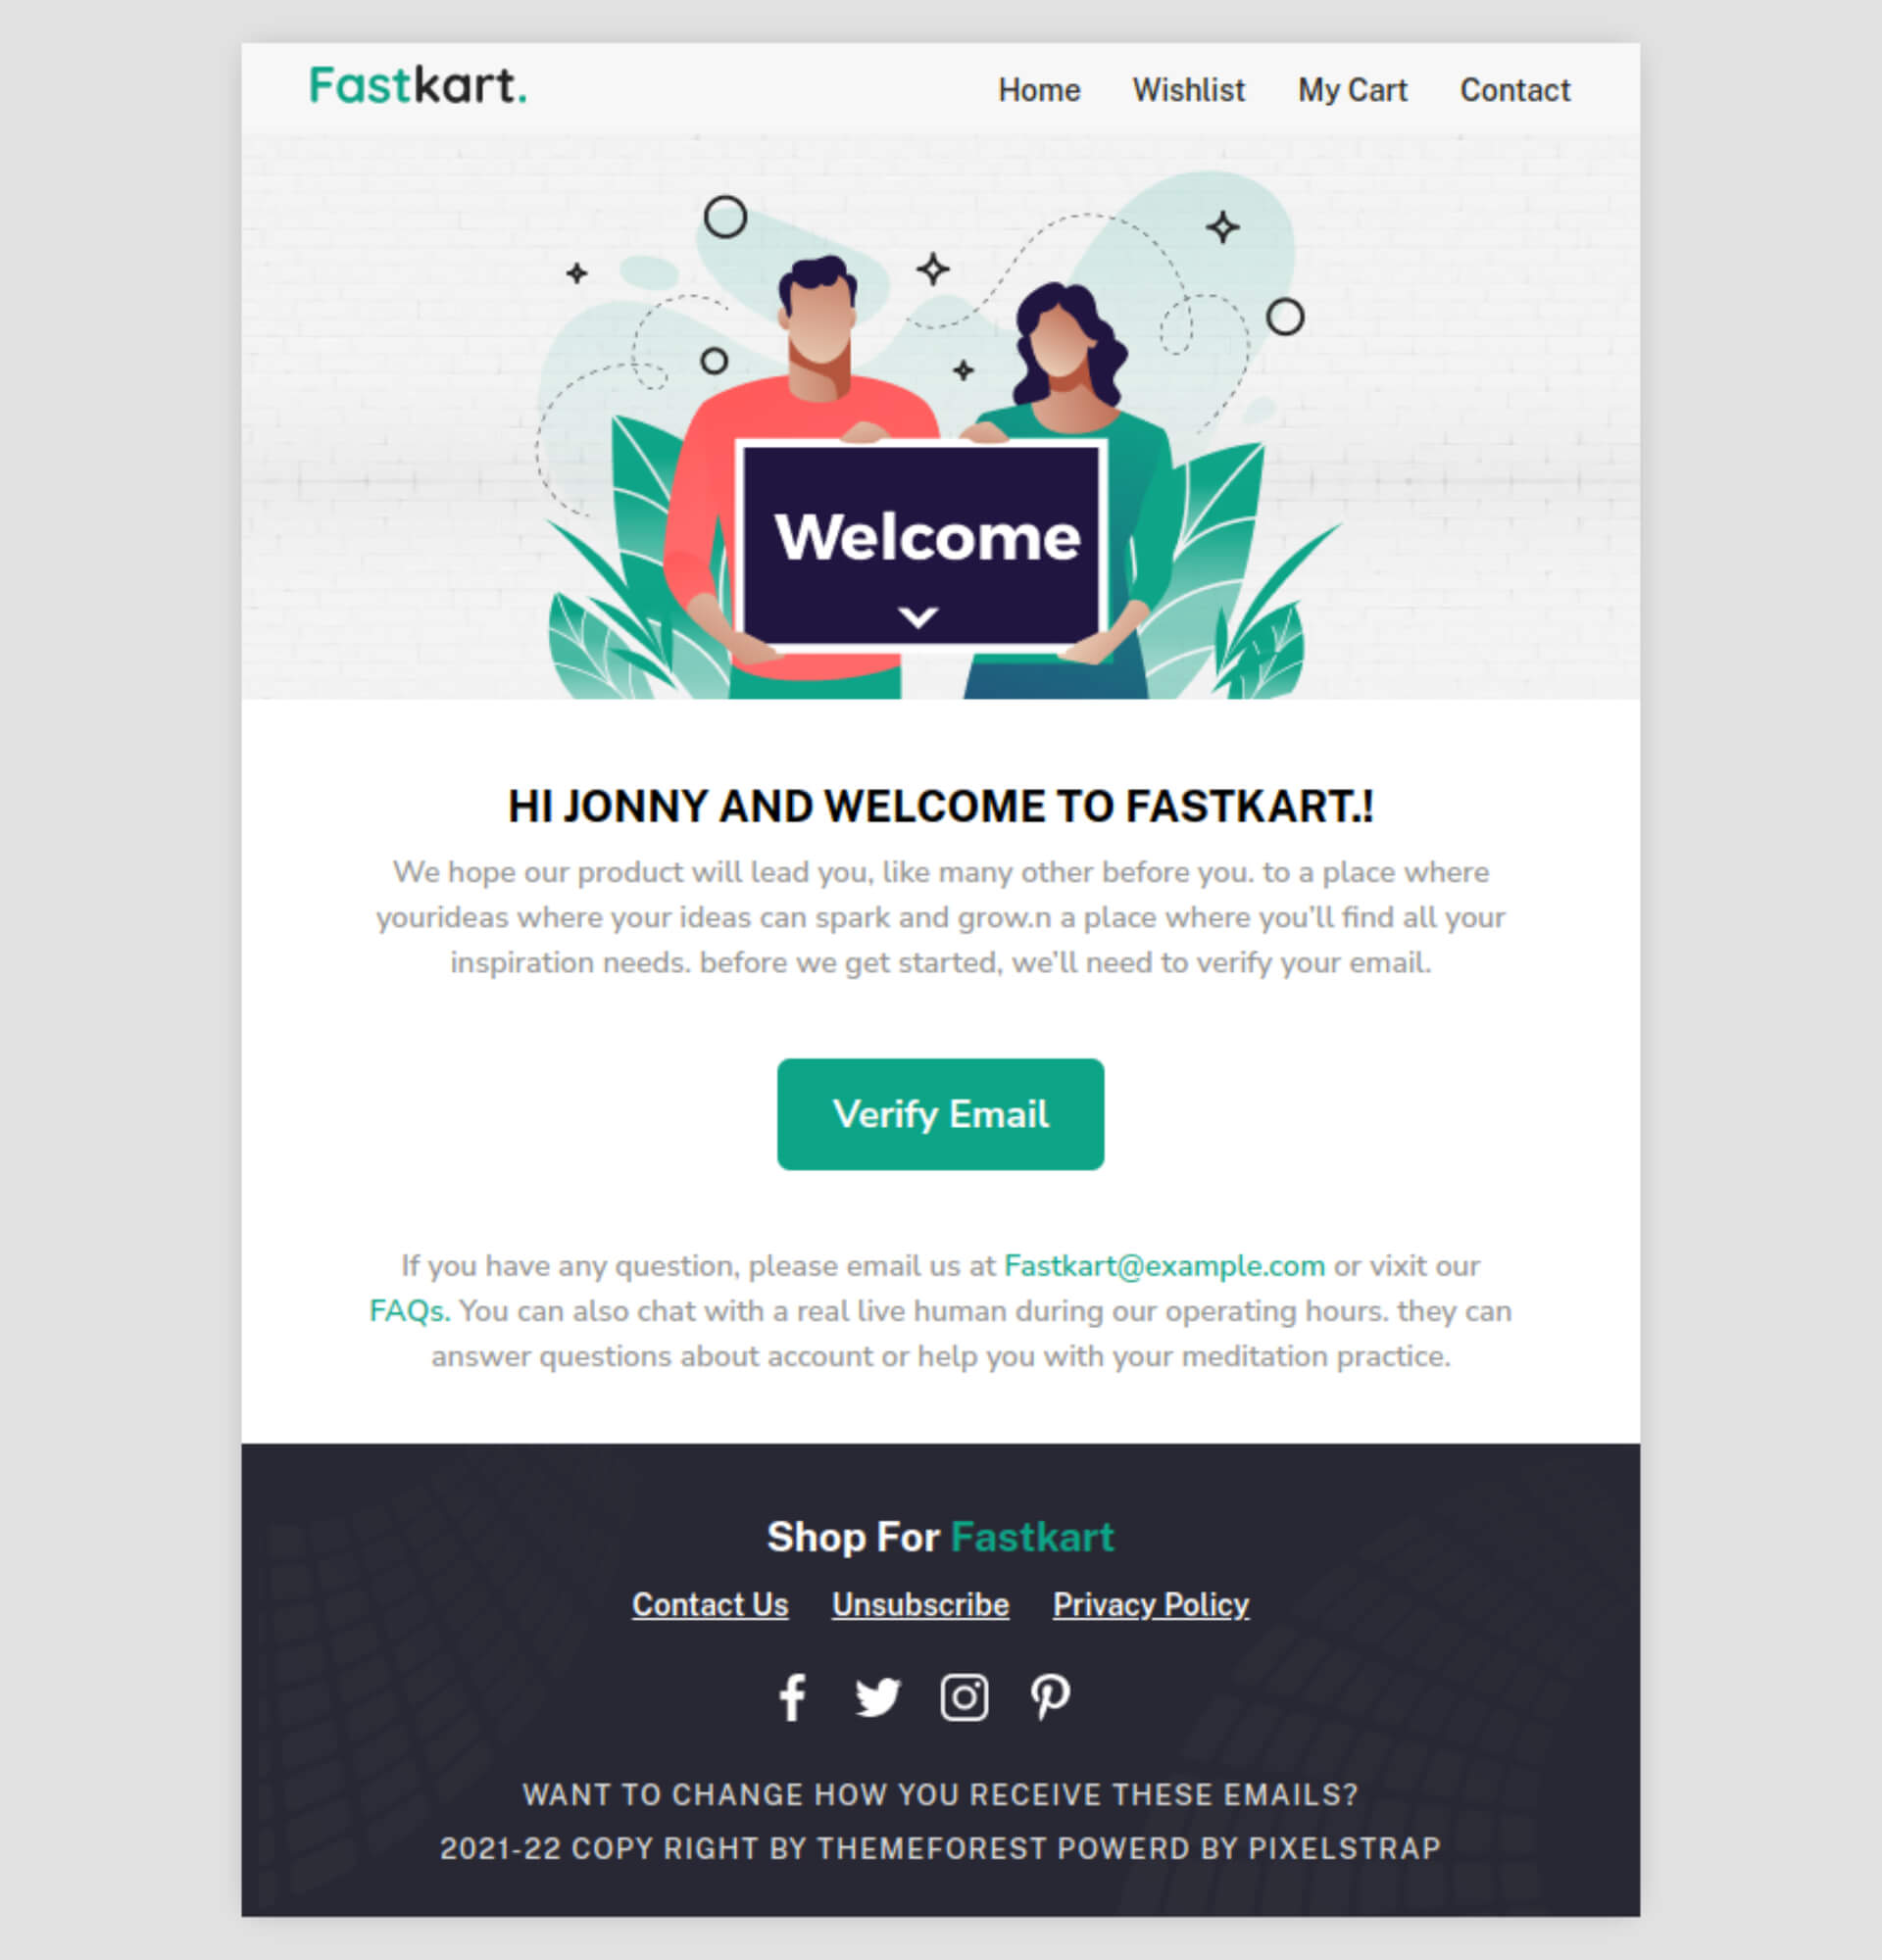 Fastkart.
Home Wishlist My Cart Contact
Welcome
HI JONNY AND WELCOME TO FASTKART.!
We hope our product will lead you, like many other before you. to a place where
yourideas where your ideas can spark and grow.n a place where you’ll find all your
inspiration needs. before we get started, we’ll need to verify your email.
Verify Email
If you have any question, please email us at Fastkart@example.com or vixit our
FAQs. You can also chat with a real live human during our operating hours. they can
answer questions about account or help you with your meditation practice.
Shop For Fastkart
Contact Us Unsubscribe Privacy Policy
WANT TO CHANGE HOW YOU RECEIVE THESE EMAILS?
2021-22 COPY RIGHT BY THEMEFOREST POWERD BY PIXELSTRAP